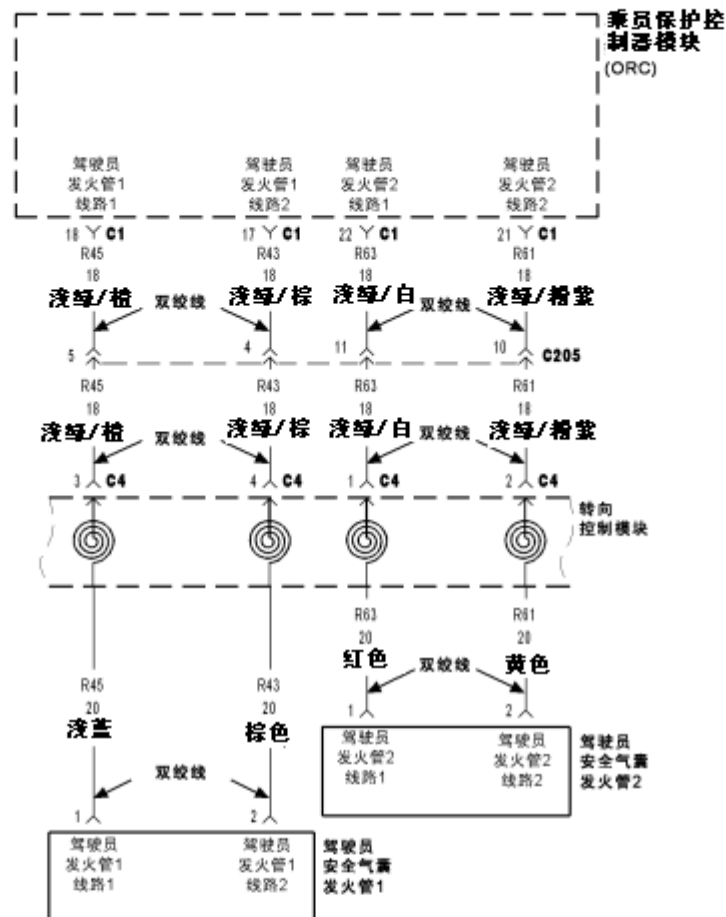 乘员保护控
制器模块
(ORC)
驾驶员 驾驶员 驾驶员 驾驶员
发火管1 发火管1 发火管2 发火管2
线路1 线路2 线路1 线路2
18 C1 17 C1 22 C1 21 C1
R45 R43 R63 R61
18 18 18 18
浅绿/橙 浅绿/棕 浅绿/白 浅绿/粉紫
双绞线 双绞线
5 4 11 10 C205
R45 R43 R63 R61
18 18 18 18
浅绿/橙 浅绿/棕 浅绿/白 浅绿/粉紫
双绞线 双绞线
3 C4 4 C4 1 C4 2 C4
转向
控制模块
R63 R61
20 20
红色 双绞线 黄色
R45 R43
20 20
浅蓝 棕色
1 2
驾驶员 驾驶员
发火管2 发火管2
线路1 线路2
驾驶员
安全气囊
发火管2
双绞线
1 2
驾驶员 驾驶员
发火管1 发火管1
线路1 线路2
驾驶员
安全气囊
发火管1